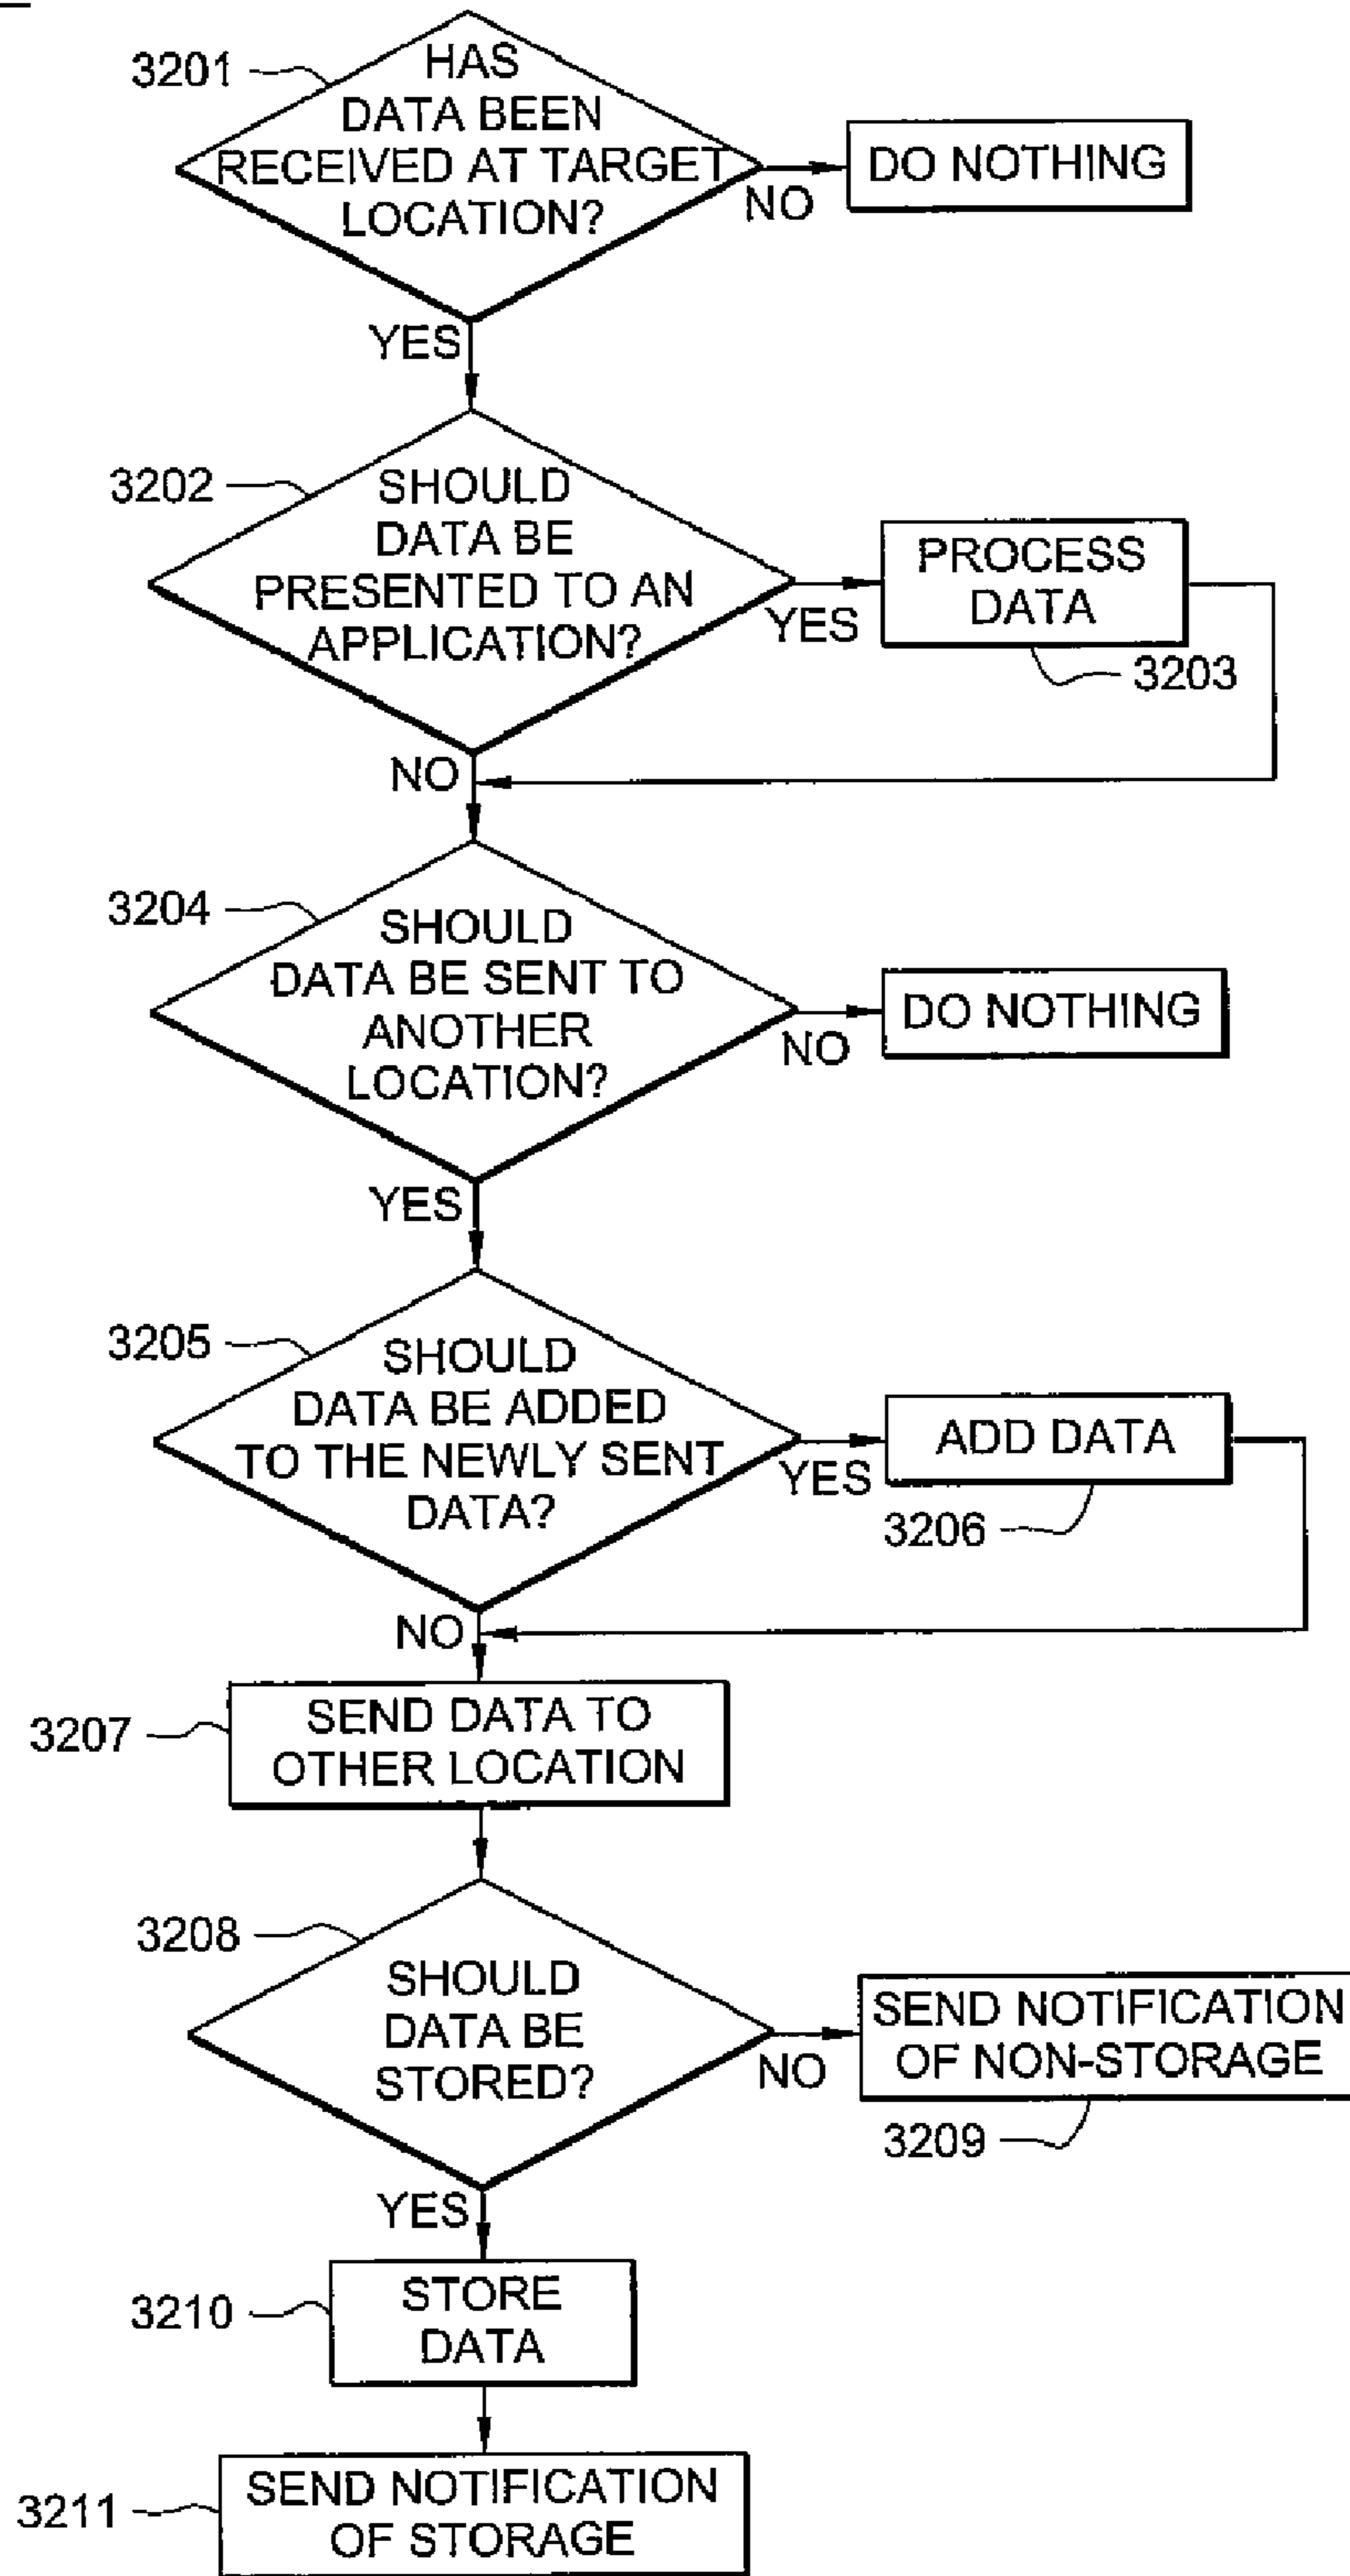 3201
HAS
DATA BEEN
RECEIVED AT TARGET
LOCATION?
NO
DO NOTHING
YES
3202
SHOULD
DATA BE
PRESENTED TO AN
APPLICATION?
YES
PROCESS
DATA
3203
NO
3204
SHOULD
DATA BE SENT TO
ANOTHER
LOCATION?
NO
DO NOTHING
YES
3205
SHOULD
DATA BE ADDED
TO THE NEWLY SENT
DATA?
YES
ADD DATA
3206
NO
3207
SEND DATA TO
OTHER LOCATION
3208
SHOULD
DATA BE
STORED?
NO
SEND NOTIFICATION
OF NON-STORAGE
3209
YES
3210
STORE
DATA
3211
SEND NOTIFICATION
OF STORAGE